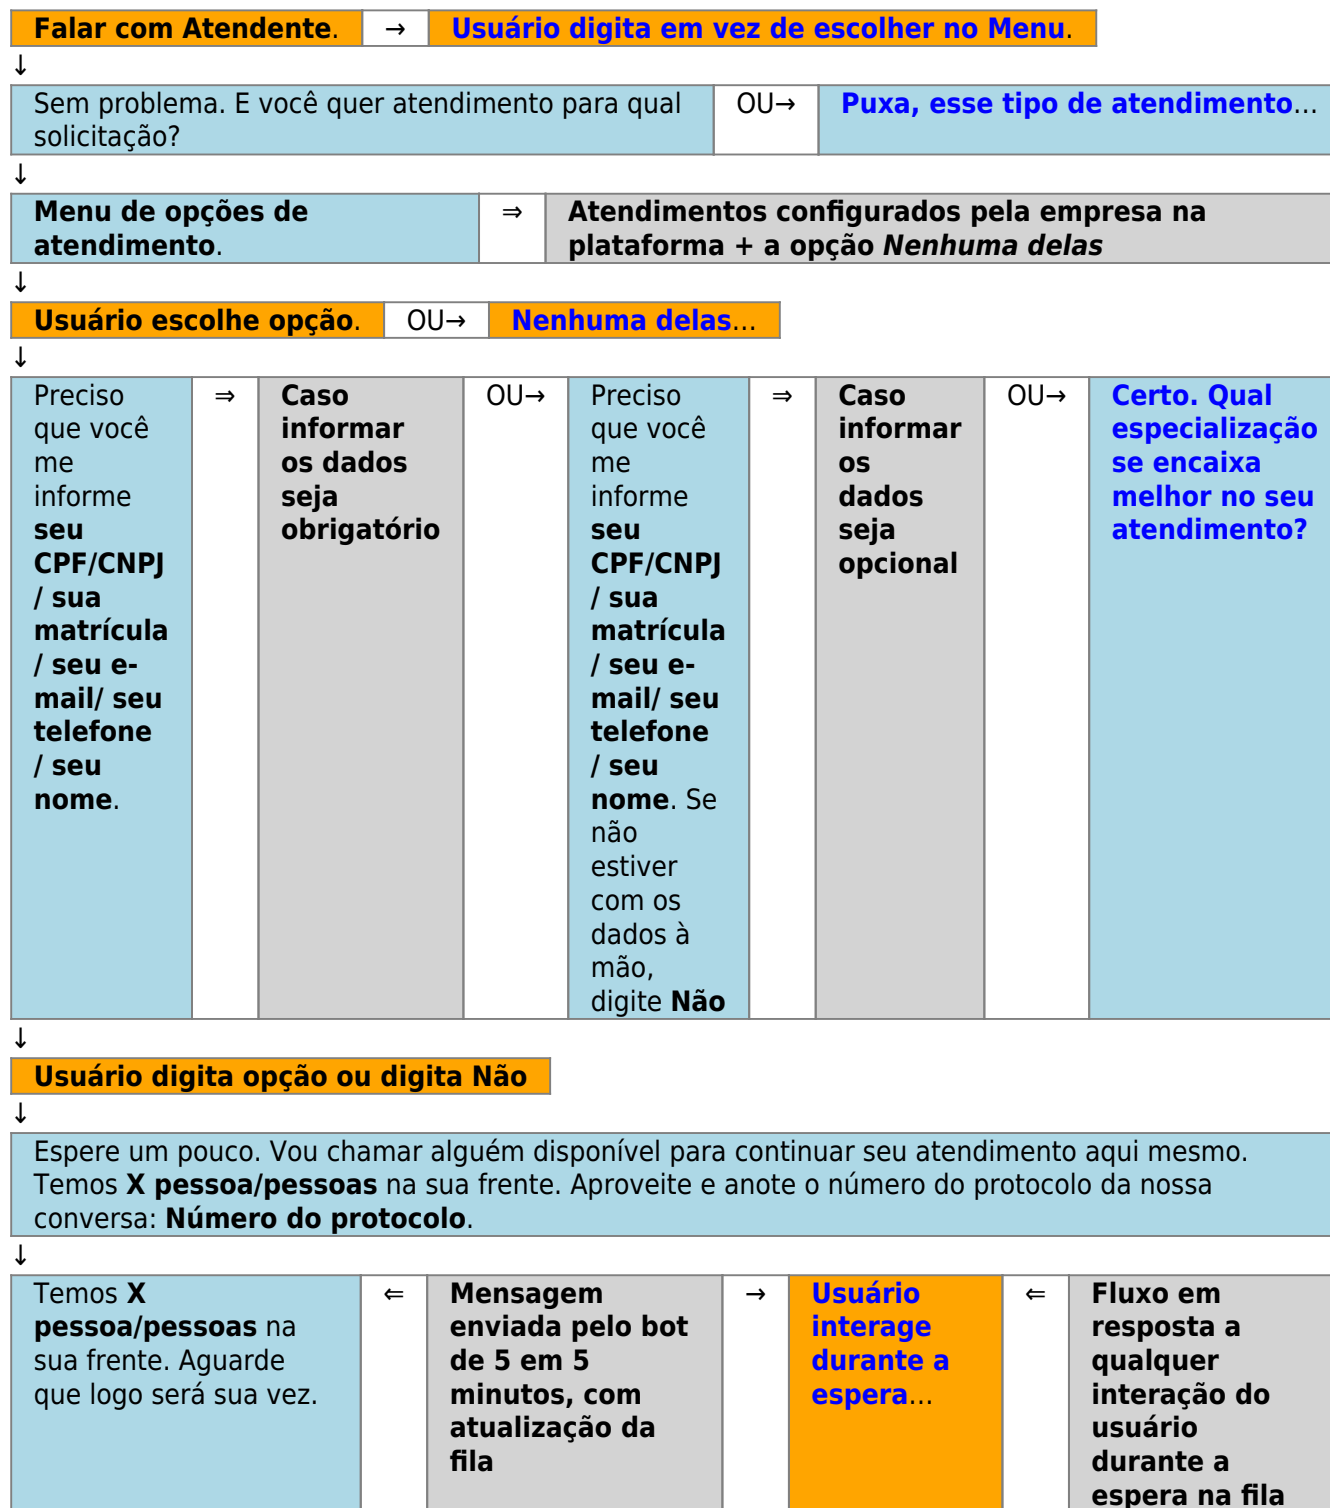 Falar com Atendente. → Usuário digita em vez de escolher no Menu.
↓
Sem problema. E você quer atendimento para qual
solicitação?
OU→
Puxa, esse tipo de atendimento...
↓
Menu de opções de
atendimento.
⇒
Atendimentos configurados pela empresa na
plataforma + a opção Nenhuma delas
↓
Usuário escolhe opção. OU→ Nenhuma delas...
↓
Preciso
que você
me
informe
seu
CPF/CNPJ
/ sua
matrícula
/ seu e-
mail/ seu
telefone
/ seu
nome.
⇒
Caso
informar
os dados
seja
obrigatório
OU→
Preciso
que você
me
informe
seu
CPF/CNPJ
/ sua
matrícula
/ seu e-
mail/ seu
telefone
/ seu
nome. Se
não
estiver
com os
dados à
mão,
digite Não
⇒
Caso
informar
os
dados
seja
opcional
OU→
Certo. Qual
especialização
se encaixa
melhor no seu
atendimento?
↓
Usuário digita opção ou digita Não
↓
Espere um pouco. Vou chamar alguém disponível para continuar seu atendimento aqui mesmo.
Temos X pessoa/pessoas na sua frente. Aproveite e anote o número do protocolo da nossa
conversa: Número do protocolo.
↓
Temos X
pessoa/pessoas na
sua frente. Aguarde
que logo será sua vez.
⇐
Mensagem
enviada pelo bot
de 5 em 5
minutos, com
atualização da
fila
→
Usuário
interage
durante a
espera...
⇐
Fluxo em
resposta a
qualquer
interação do
usuário
durante a
espera na fila